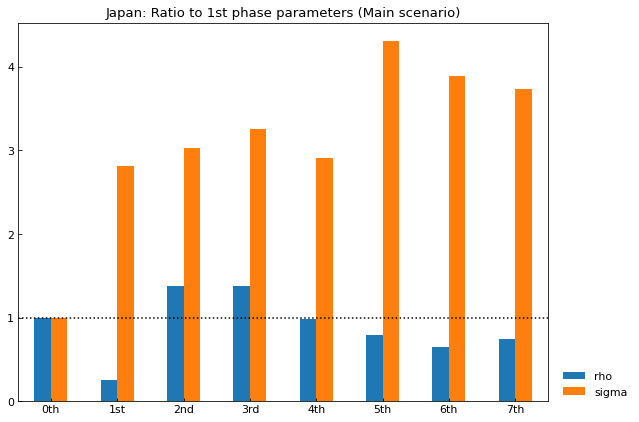 Japan: Ratio to 1st phase parameters (Main scenario)
4
3
2
1
0
0th 1st 2nd 3rd 4th 5th 6th 7th
rho
sigma